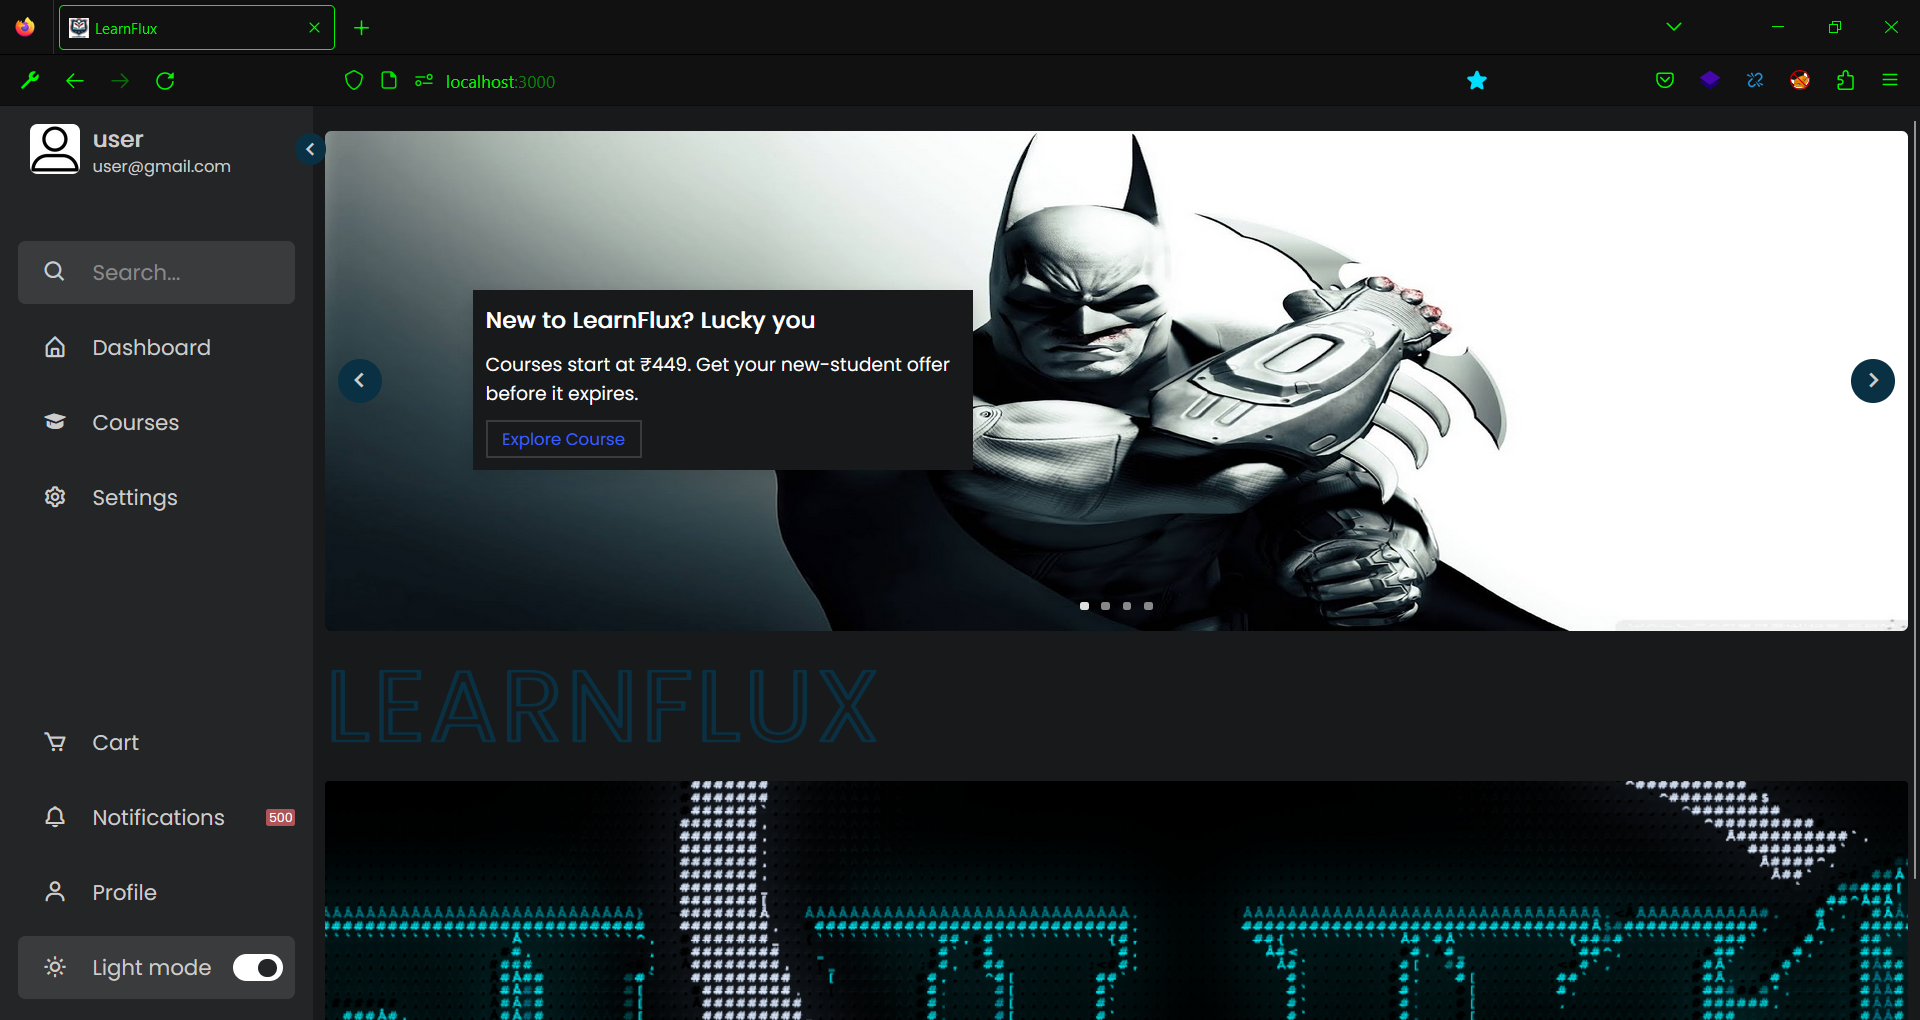 LearnFlux
localhost:3000
user
user@gmail.com
Search...
Dashboard
Courses
Settings
Cart
Notifications 500
Profile
Light mode
New to LearnFlux? Lucky you
Courses start at ₹449. Get your new-student offer
before it expires.
Explore Course
LEARNFLUX